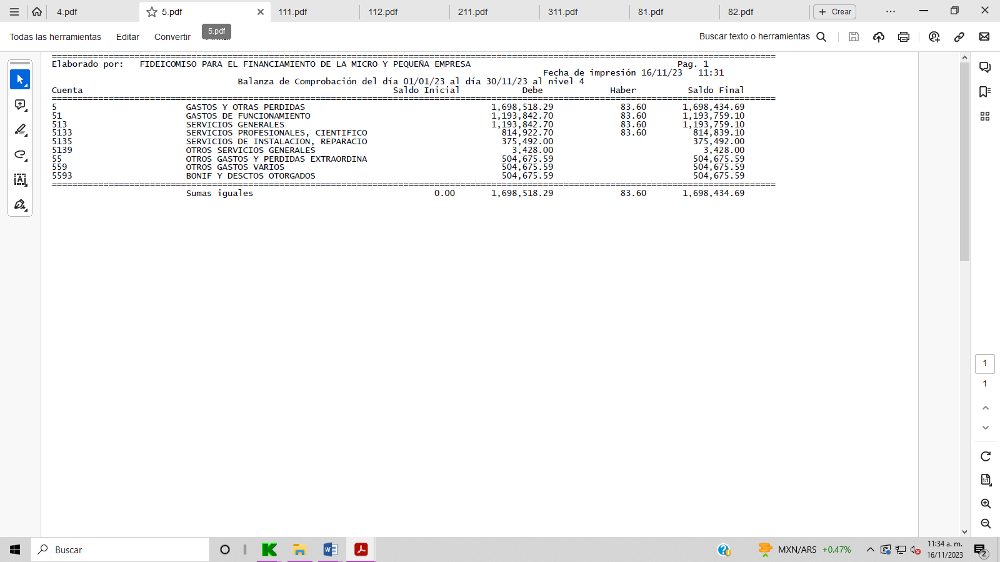 4.pdf 5.pdf 111.pdf 112.pdf 211.pdf 311.pdf 81.pdf 82.pdf Crear
Todas las herramientas Editar Convertir 5.pdf Buscar texto o herramientas
====================================================================
Elaborado por: FIDEICOMISO PARA EL FINANCIAMIENTO DE LA MICRO Y PEQUEÑA EMPRESA Pag. 1
Fecha de impresión 16/11/23 11:31
Balanza de Comprobación del día 01/01/23 al día 30/11/23 al nivel 4
Cuenta Saldo Inicial Debe Haber Saldo Final
====================================================================
5 GASTOS Y OTRAS PERDIDAS 1,698,518.29 83.60 1,698,434.69
51 GASTOS DE FUNCIONAMIENTO 1,193,842.70 83.60 1,193,759.10
513 SERVICIOS GENERALES 1,193,842.70 83.60 1,193,759.10
5133 SERVICIOS PROFESIONALES, CIENTIFICO 814,922.70 83.60 814,839.10
5135 SERVICIOS DE INSTALACION, REPARACIO 375,492.00 375,492.00
5139 OTROS SERVICIOS GENERALES 3,428.00 3,428.00
55 OTROS GASTOS Y PERDIDAS EXTRAORDINA 504,675.59 504,675.59
559 OTROS GASTOS VARIOS 504,675.59 504,675.59
5593 BONIF Y DESCTOS OTORGADOS 504,675.59 504,675.59
====================================================================
Sumas iguales 0.00 1,698,518.29 83.60 1,698,434.69
1
1
Buscar MXN/ARS +0.47% 11:34 a. m.
16/11/2023 2